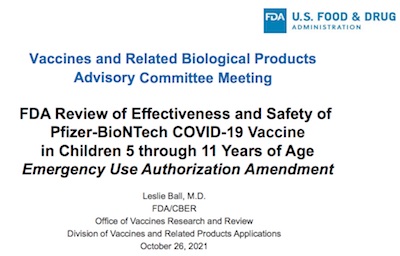 FDA U.S. FOOD & DRUG
ADMINISTRATION
Vaccines and Related Biological Products
Advisory Committee Meeting
FDA Review of Effectiveness and Safety of
Pfizer-BioNTech COVID-19 Vaccine
in Children 5 through 11 Years of Age
Emergency Use Authorization Amendment
Leslie Ball, M.D.
FDA/CBER
Office of Vaccines Research and Review
Division of Vaccines and Related Products Applications
October 26, 2021